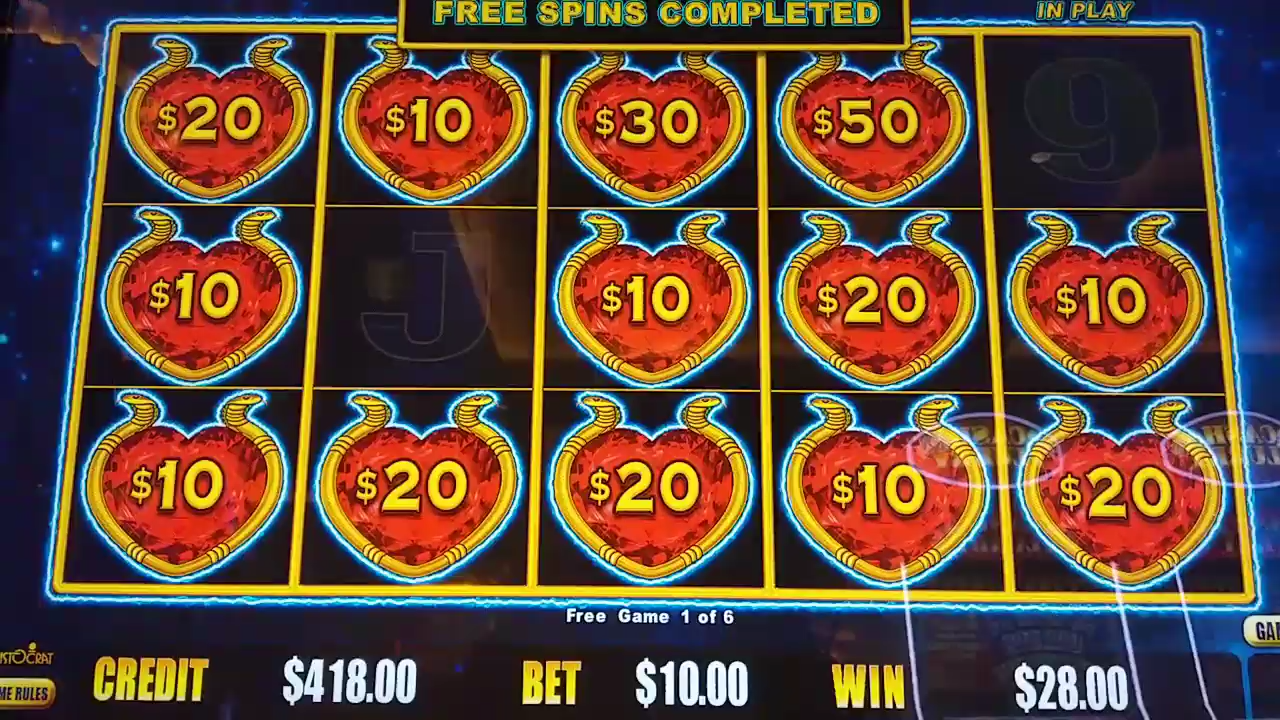 FREE SPINS COMPLETED
IN PLAY
$20 $10 $30 $50 9
$10 J $10 $20 $10
$10 $20 $20 $10 $20
Free Game 1 of 6
CREDIT $418.00 BET $10.00 WIN $28.00